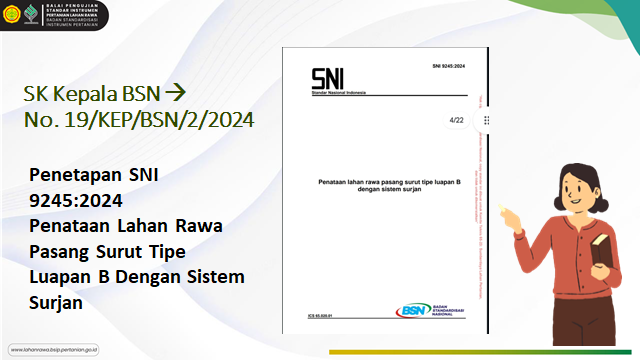 BALAI PENGUJIAN
STANDAR INSTRUMEN
PERTANIAN LAHAN RAWA
BADAN STANDARDISASI
INSTRUMEN PERTANIAN
SK Kepala BSN →
No. 19/KEP/BSN/2/2024
Penetapan SNI
9245:2024
Penataan Lahan Rawa
Pasang Surut Tipe
Luapan B Dengan Sistem
Surjan
SNI
Standar Nasional Indonesia
SNI 9245:2024
4/22
Penataan lahan rawa pasang surut tipe luapan B
dengan sistem surjan
ICS 65.020.01
BSN
BADAN
STANDARDISASI
NASIONAL
www.lahanrawa.bsip.pertanian.go.id